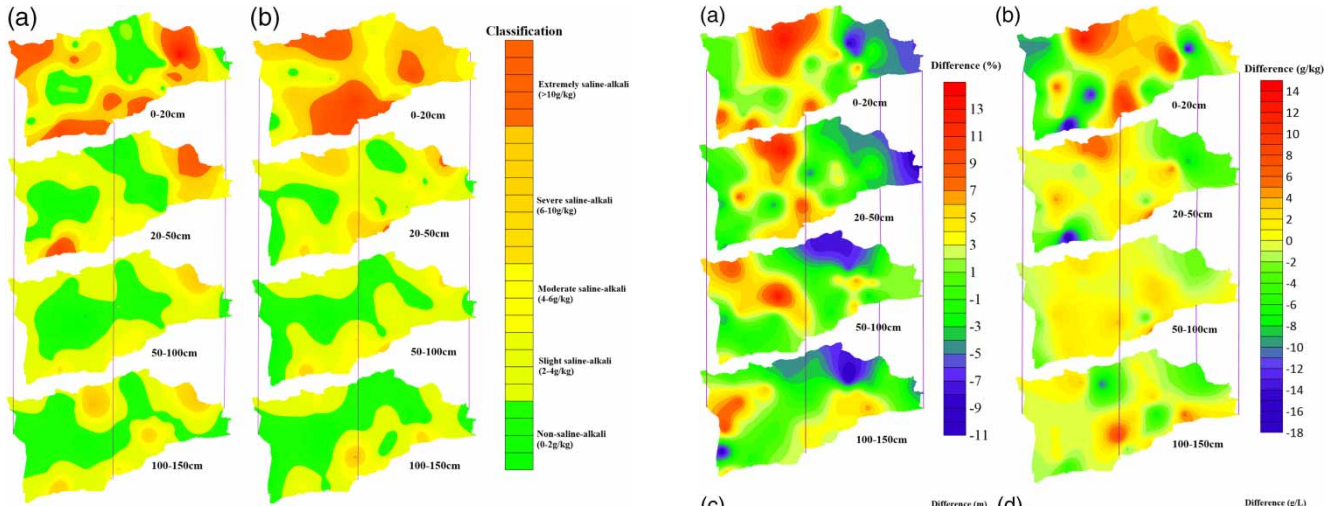 (a)
(b)
Classification
Extremely saline-alkali
(>10g/kg)
Severe saline-alkali
(6-10g/kg)
Moderate saline-alkali
(4-6g/kg)
Slight saline-alkali
(2-4g/kg)
Non-saline-alkali
(0-2g/kg)
0-20cm
20-50cm
50-100cm
100-150cm
0-20cm
20-50cm
50-100cm
100-150cm
(a)
Difference (%)
13
11
9
7
5
3
1
-1
-3
-5
-7
-9
-11
0-20cm
20-50cm
50-100cm
100-150cm
(b)
Difference (g/kg)
14
12
10
8
6
4
2
0
-2
-4
-6
-8
-10
-12
-14
-16
-18
0-20cm
20-50cm
50-100cm
100-150cm
(c)
Difference (m)
(d)
Difference (g/L)